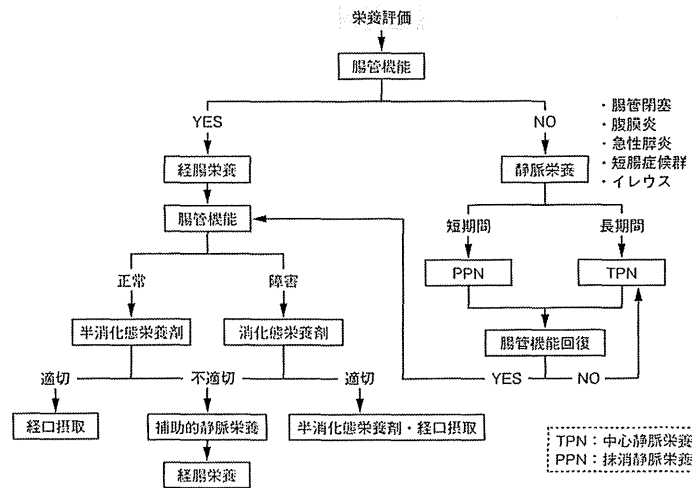 栄養評価
腸管機能
YES
NO
・腸管閉塞
・腹膜炎
・急性膵炎
・短腸症候群
・イレウス
経腸栄養
静脈栄養
腸管機能
短期間
長期間
PPN
TPN
正常
障害
半消化態栄養剤
消化態栄養剤
腸管機能回復
YES
NO
適切
不適切
適切
経口摂取
補助的静脈栄養
半消化態栄養剤・経口摂取
経腸栄養
TPN：中心静脈栄養
PPN：抹消静脈栄養